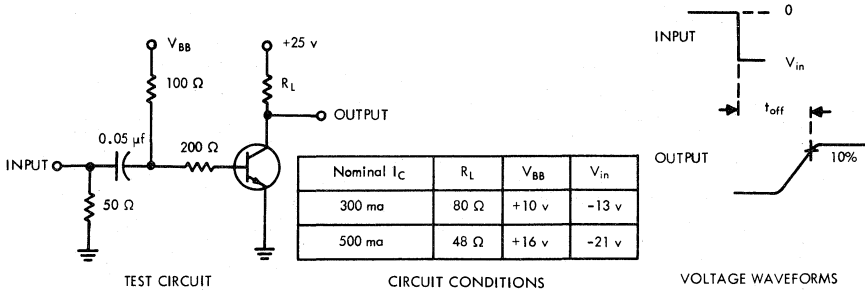 V_BB
+25 v
100 Ω
R_L
OUTPUT
0.05 μf
200 Ω
INPUT
50 Ω
TEST CIRCUIT
Nominal I_C R_L V_BB V_in
300 ma 80 Ω +10 v -13 v
500 ma 48 Ω +16 v -21 v
CIRCUIT CONDITIONS
0
INPUT
V_in
t_off
OUTPUT
10%
VOLTAGE WAVEFORMS